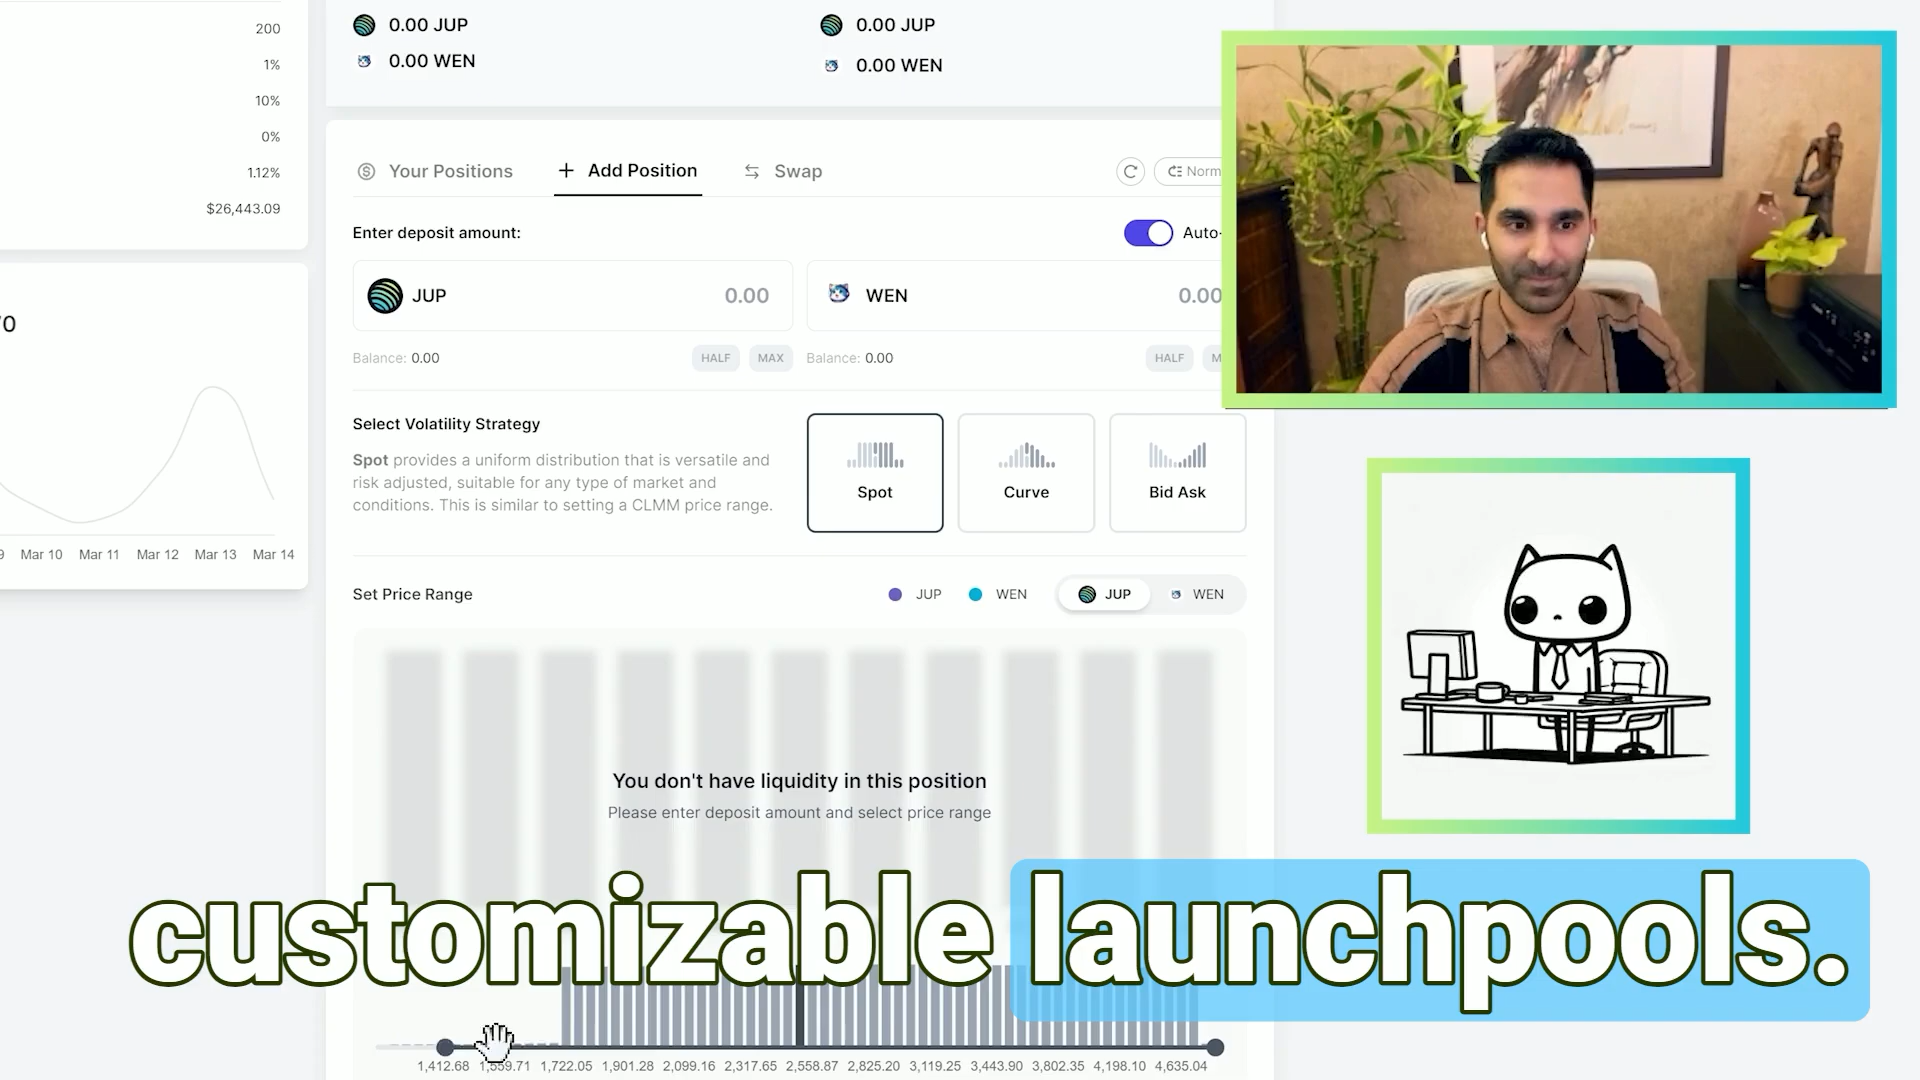 200
1%
10%
0%
1.12%
$26,443.09
Mar 10 Mar 11 Mar 12 Mar 13 Mar 14
0.00 JUP
0.00 WEN
0.00 JUP
0.00 WEN
Your Positions
+ Add Position
Swap
Norm
Enter deposit amount:
Auto-
JUP 0.00
WEN 0.00
Balance: 0.00 HALF MAX
Balance: 0.00 HALF M
Select Volatility Strategy
Spot provides a uniform distribution that is versatile and
risk adjusted, suitable for any type of market and
conditions. This is similar to setting a CLMM price range.
Spot
Curve
Bid Ask
Set Price Range
JUP WEN
JUP WEN
You don't have liquidity in this position
Please enter deposit amount and select price range
customizable launchpools.
1,412.68 1,559.71 1,722.05 1,901.28 2,099.16 2,317.65 2,558.87 2,825.20 3,119.25 3,443.90 3,802.35 4,198.10 4,635.04